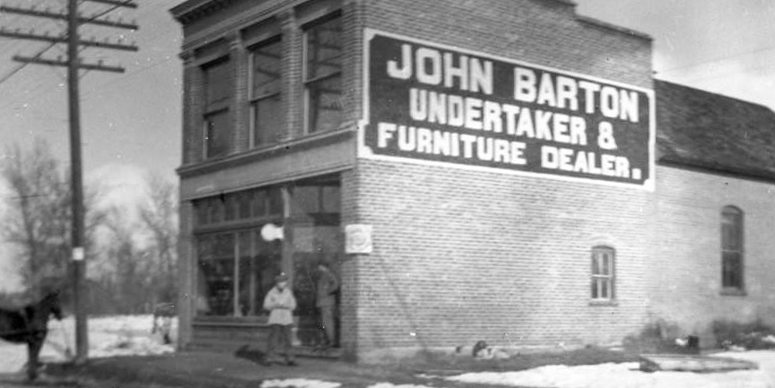 JOHN BARTON
UNDERTAKER &
FURNITURE DEALER.